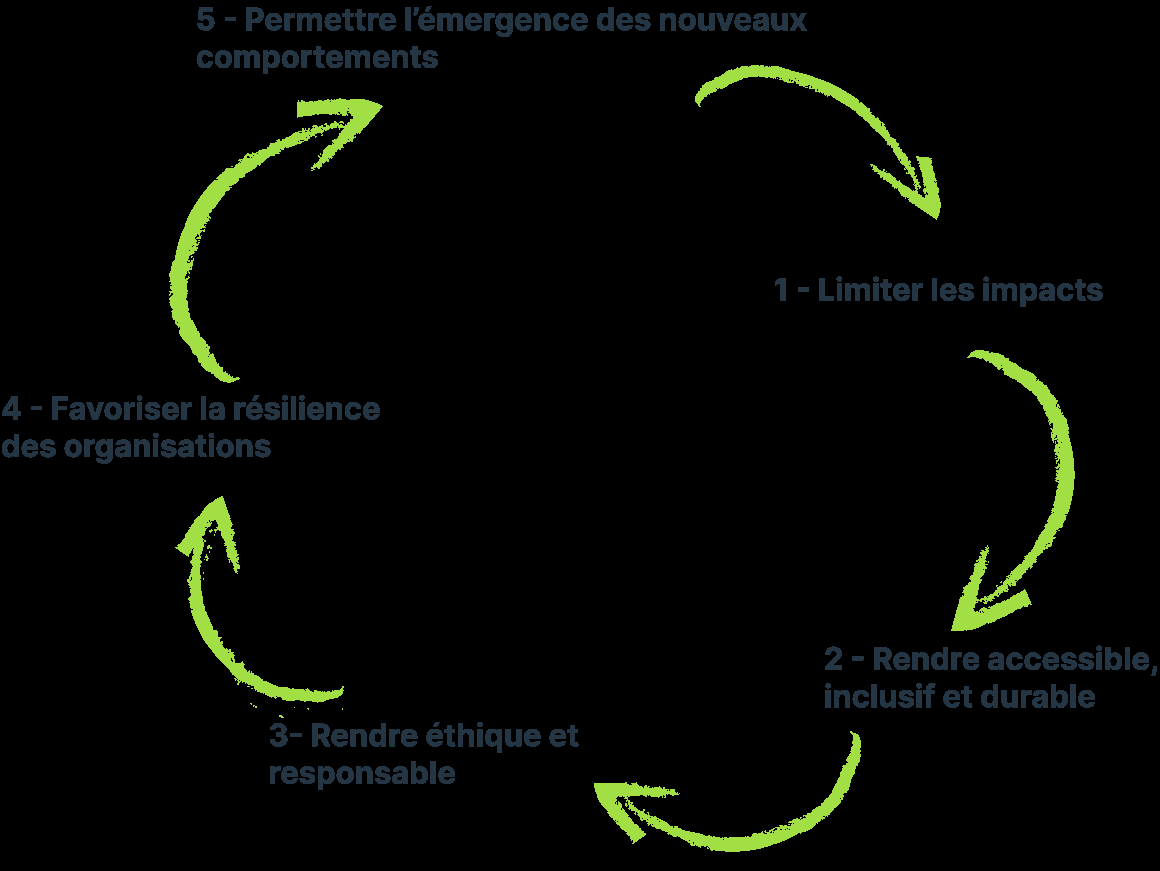 5 - Permettre l’émergence des nouveaux
comportements
1 - Limiter les impacts
4 - Favoriser la résilience
des organisations
2 - Rendre accessible,
inclusif et durable
3- Rendre éthique et
responsable